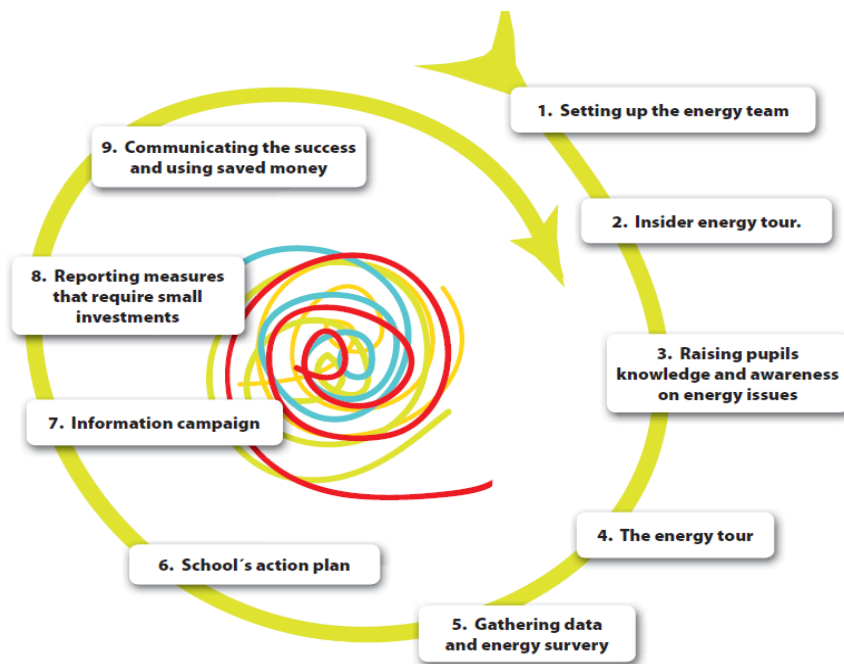 1. Setting up the energy team
2. Insider energy tour.
3. Raising pupils
knowledge and awareness
on energy issues
4. The energy tour
5. Gathering data
and energy survery
6. School´s action plan
7. Information campaign
8. Reporting measures
that require small
investments
9. Communicating the success
and using saved money